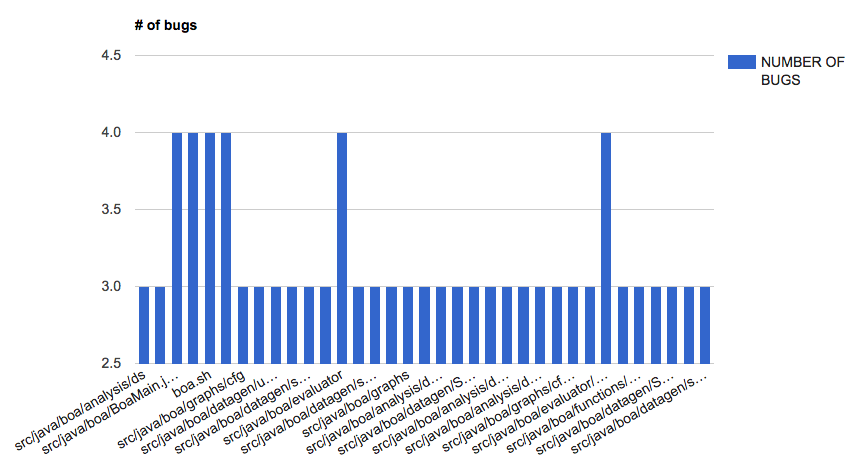 # of bugs
4.5
4.0
3.5
3.0
2.5
NUMBER OF
BUGS
src/java/boa/analysis/ds
src/java/boa/BoaMain.j...
boa.sh
src/java/boa/graphs/cfg
src/java/boa/datagen/u...
src/java/boa/datagen/s...
src/java/boa/evaluator
src/java/boa/datagen/s...
src/java/boa/graphs
src/java/boa/analysis/d...
src/java/boa/datagen/S...
src/java/boa/analysis/d...
src/java/boa/analysis/d...
src/java/boa/graphs/cf...
src/java/boa/evaluator/...
src/java/boa/functions/...
src/java/boa/datagen/S...
src/java/boa/datagen/s...